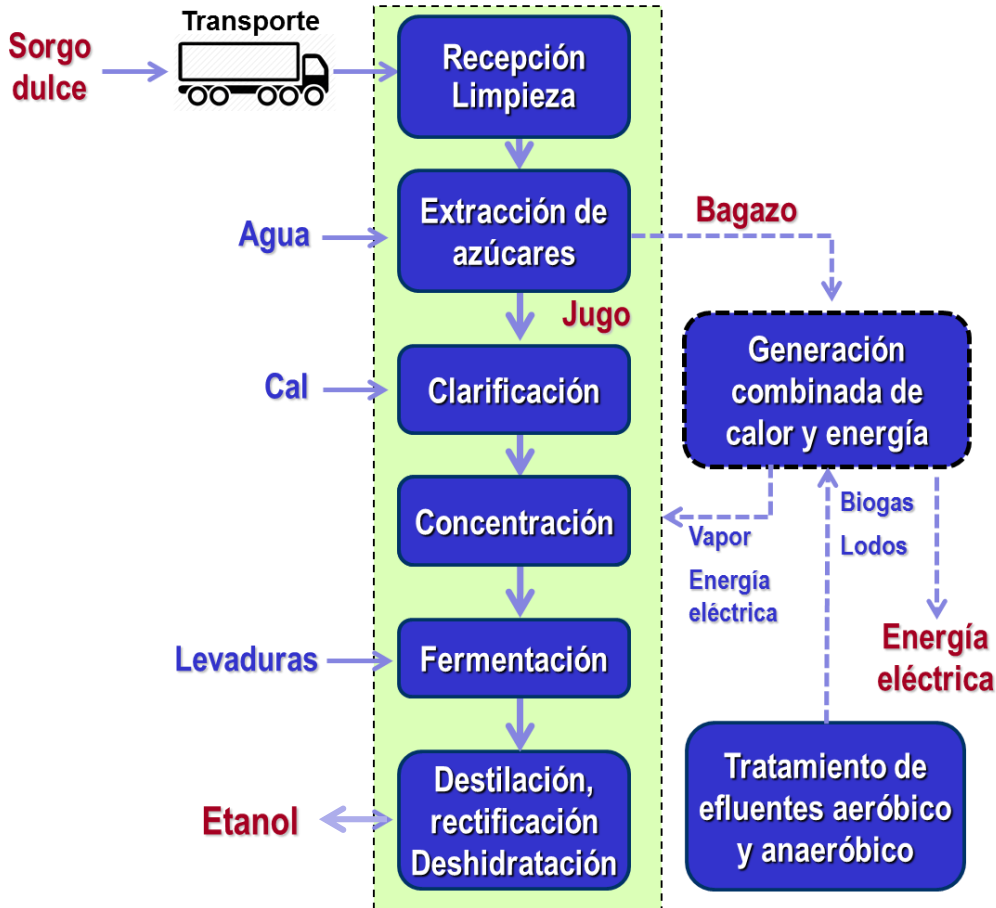 Transporte
Sorgo
dulce
Recepción
Limpieza
Agua
Extracción de
azúcares
Bagazo
Jugo
Cal
Clarificación
Generación
combinada de
calor y energía
Concentración
Vapor
Energía
eléctrica
Biogas
Lodos
Energía
eléctrica
Levaduras
Fermentación
Etanol
Destilación,
rectificación
Deshidratación
Tratamiento de
efluentes aeróbico
y anaeróbico